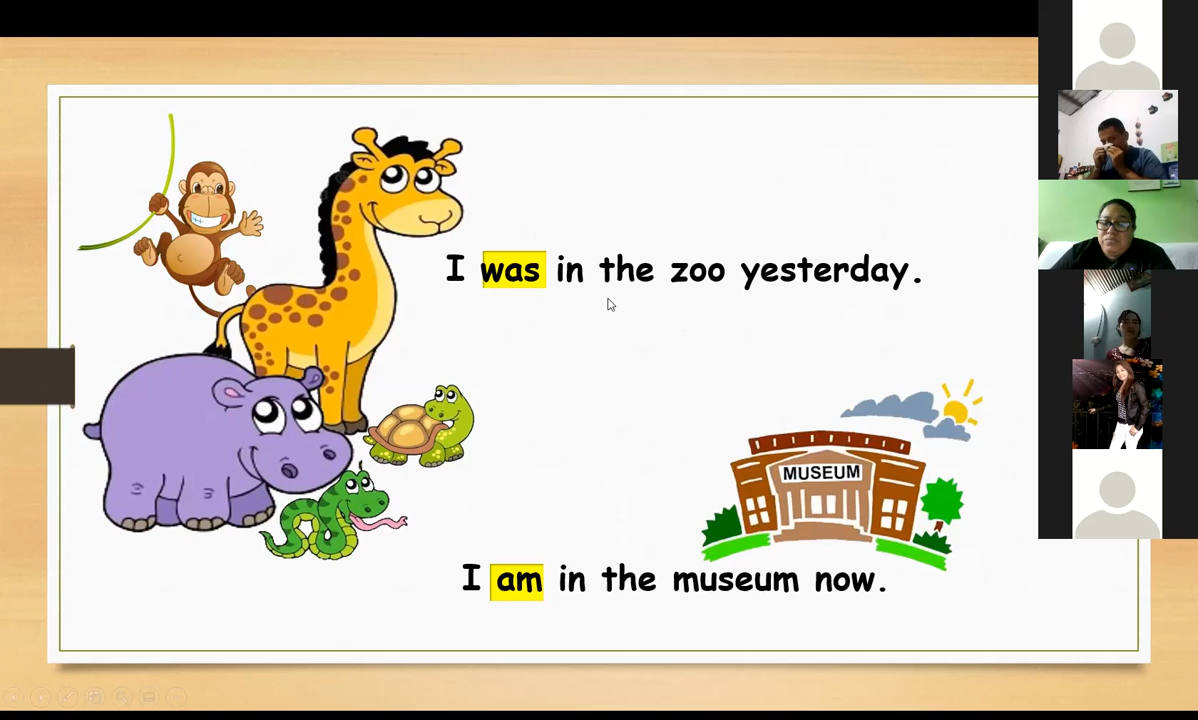 I was in the zoo yesterday.
MUSEUM
I am in the museum now.